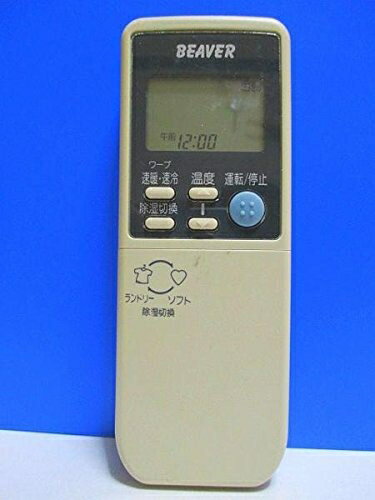 BEAVER
午前 12:00
ワープ
速暖・速冷 温度 運転/停止
除湿切換
ランドリー ソフト
除湿切換